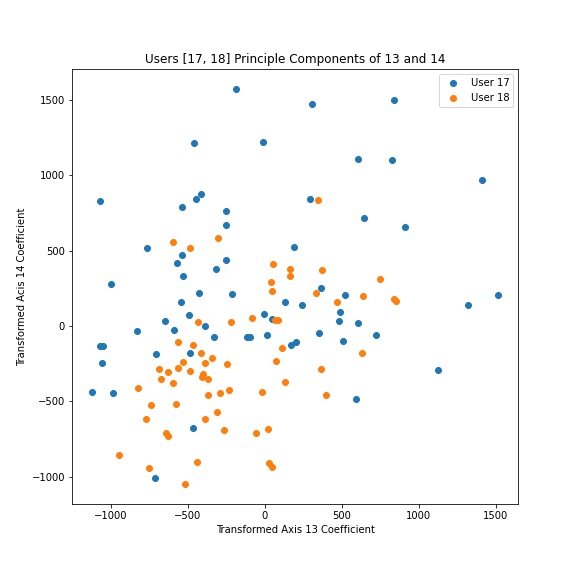 Users [17, 18] Principle Components of 13 and 14
User 17
User 18
Transformed Acis 14 Coefficient
1500
1000
500
0
−500
−1000
−1000
−500
0
500
1000
1500
Transformed Axis 13 Coefficient